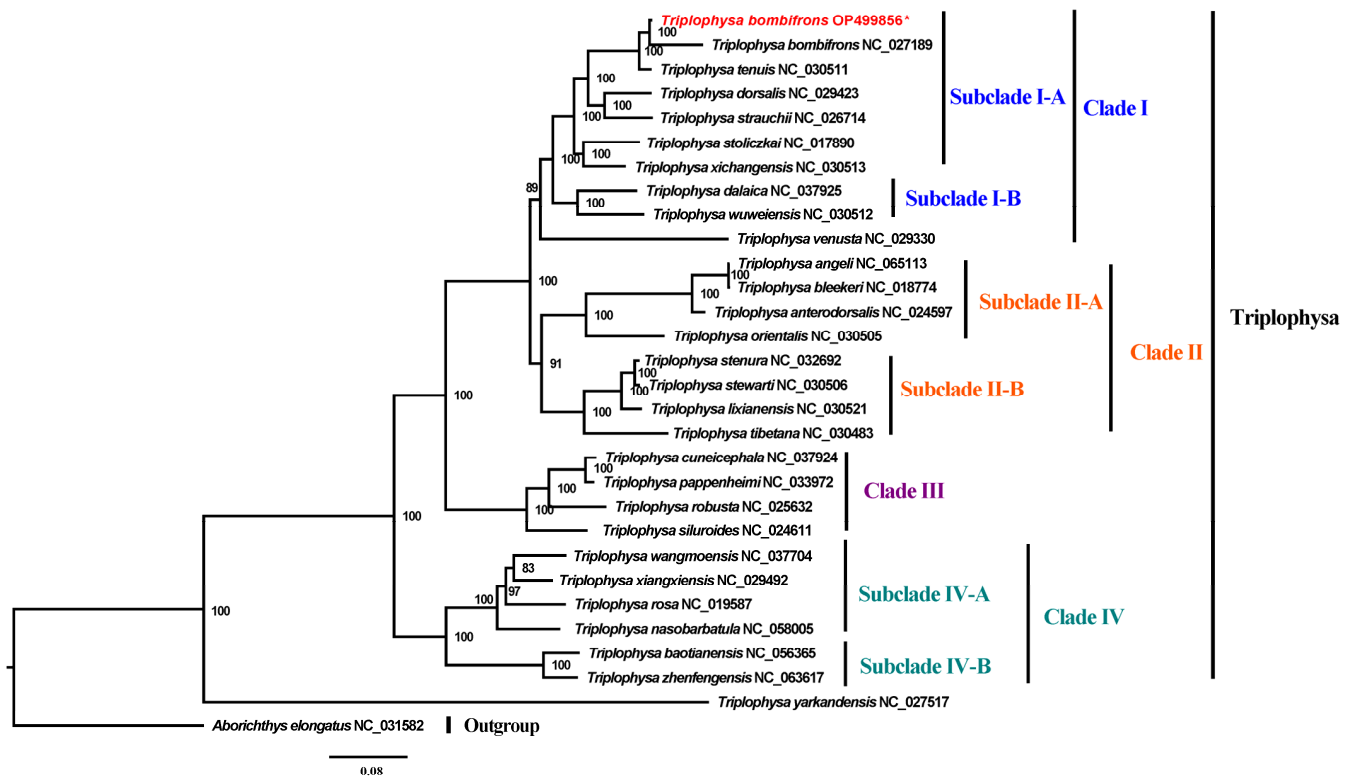 Triplophysa bombifrons OP499856*
100
Triplophysa bombifrons NC_027189
100
Triplophysa tenuis NC_030511
100
Triplophysa dorsalis NC_029423
Subclade I-A
Clade I
100
100
Triplophysa strauchii NC_026714
Triplophysa stoliczkai NC_017890
100
100
Triplophysa xichangensis NC_030513
89
Triplophysa dalaica NC_037925
100
Subclade I-B
Triplophysa wuweiensis NC_030512
Triplophysa venusta NC_029330
Triplophysa angeli NC_065113
100
100
Triplophysa bleekeri NC_018774
100
Subclade II-A
Triplophysa anterodorsalis NC_024597
100
Triplophysa
Triplophysa orientalis NC_030505
Clade II
91
Triplophysa stenura NC_032692
100
Triplophysa stewarti NC_030506
100
Subclade II-B
100
Triplophysa lixianensis NC_030521
100
Triplophysa tibetana NC_030483
Triplophysa cuneicephala NC_037924
100
Triplophysa pappenheimi NC_033972
100
Clade III
Triplophysa robusta NC_025632
100
100
Triplophysa siluroides NC_024611
Triplophysa wangmoensis NC_037704
83
Triplophysa xiangxiensis NC_029492
97
Subclade IV-A
100
Triplophysa rosa NC_019587
100
Clade IV
Triplophysa nasobarbatula NC_058005
100
Triplophysa baotianensis NC_056365
100
Subclade IV-B
Triplophysa zhenfengensis NC_063617
Triplophysa yarkandensis NC_027517
Aborichthys elongatus NC_031582
Outgroup
0.08